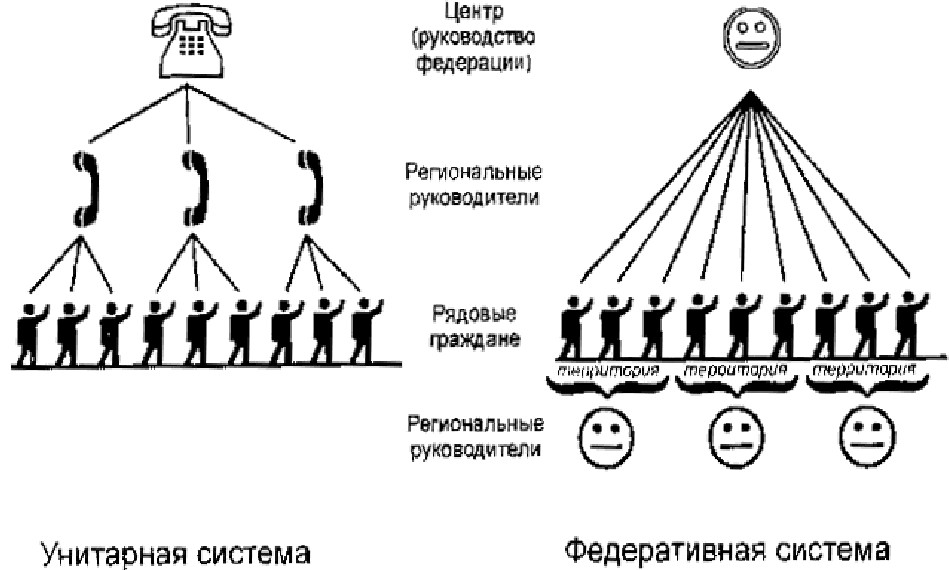 Центр
(руководство
федерации)
Региональные
руководители
Рядовые
граждане
территория территория территория
Региональные
руководители
Унитарная система
Федеративная система